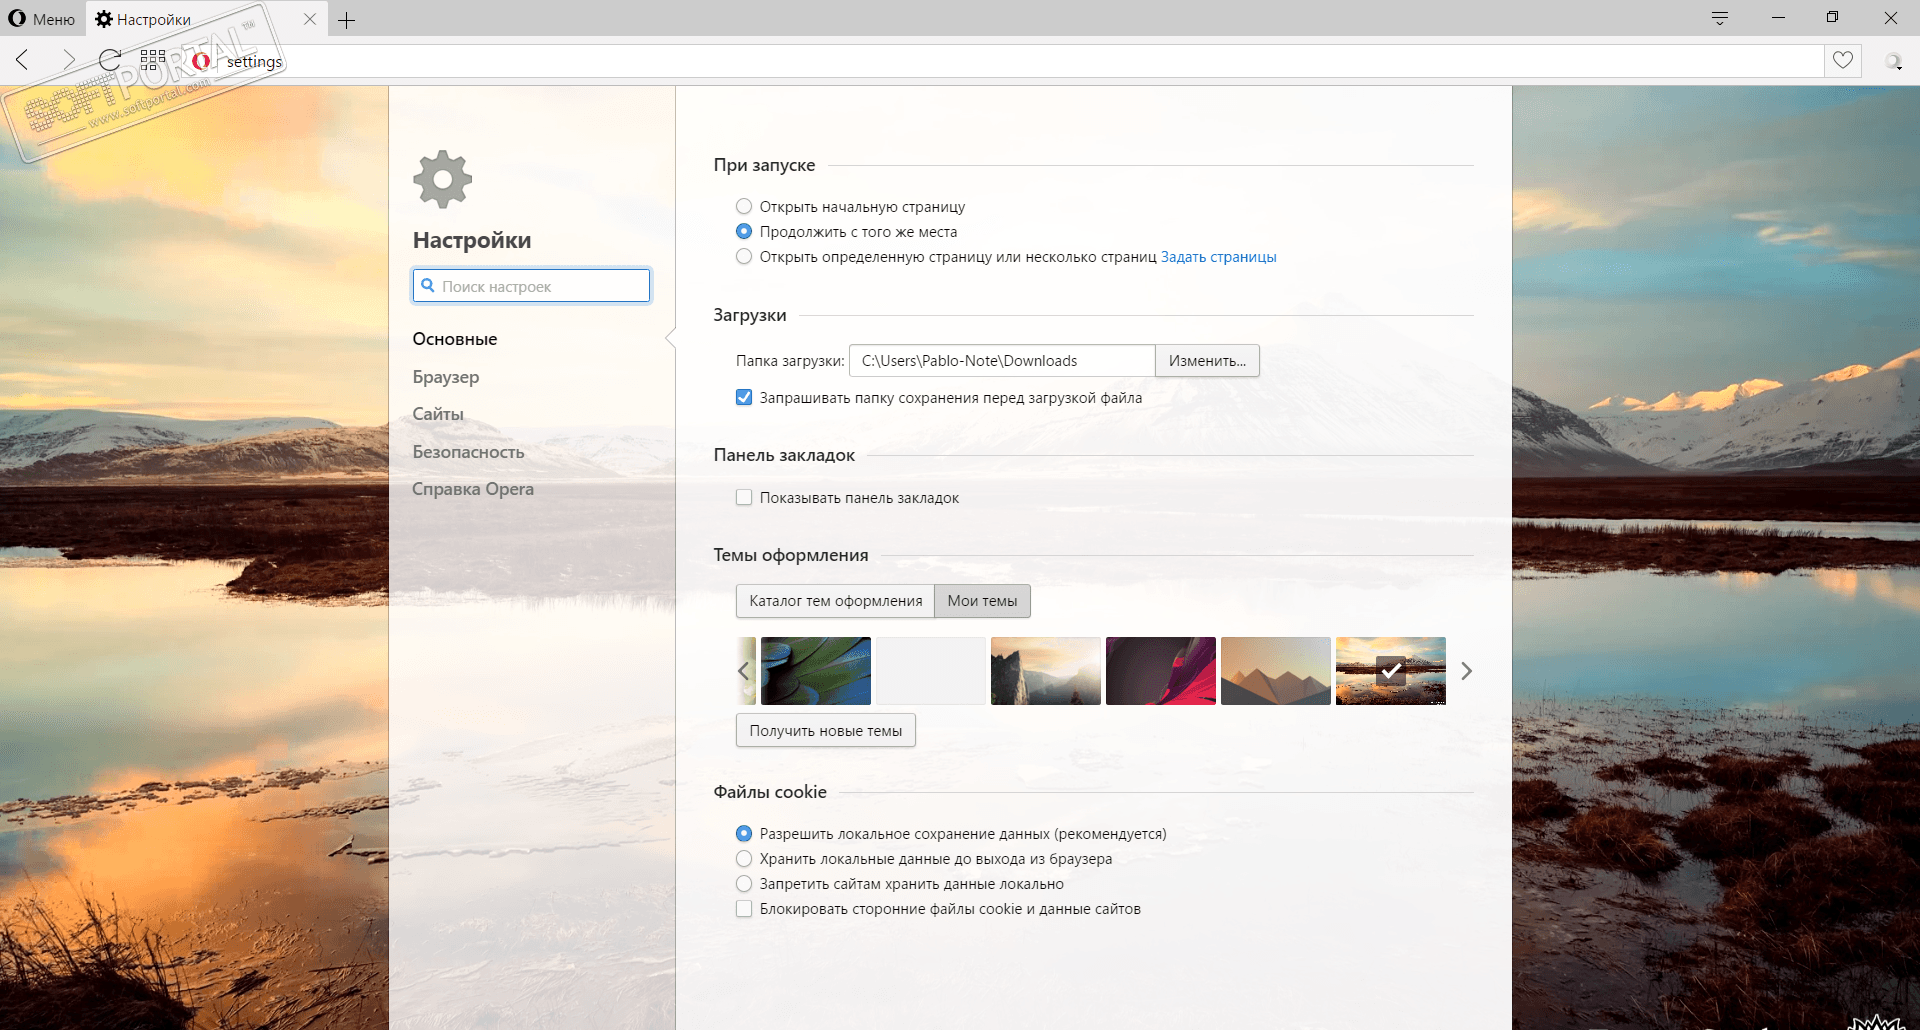 Меню
Настройки
settings
SOFTPORTAL™
www.softportal.com
Настройки
Поиск настроек
Основные
Браузер
Сайты
Безопасность
Справка Opera
При запуске
Открыть начальную страницу
Продолжить с того же места
Открыть определенную страницу или несколько страниц Задать страницы
Загрузки
Папка загрузки: C:\Users\Pablo-Note\Downloads Изменить...
Запрашивать папку сохранения перед загрузкой файла
Панель закладок
Показывать панель закладок
Темы оформления
Каталог тем оформления Мои темы
Получить новые темы
Файлы cookie
Разрешить локальное сохранение данных (рекомендуется)
Хранить локальные данные до выхода из браузера
Запретить сайтам хранить данные локально
Блокировать сторонние файлы cookie и данные сайтов